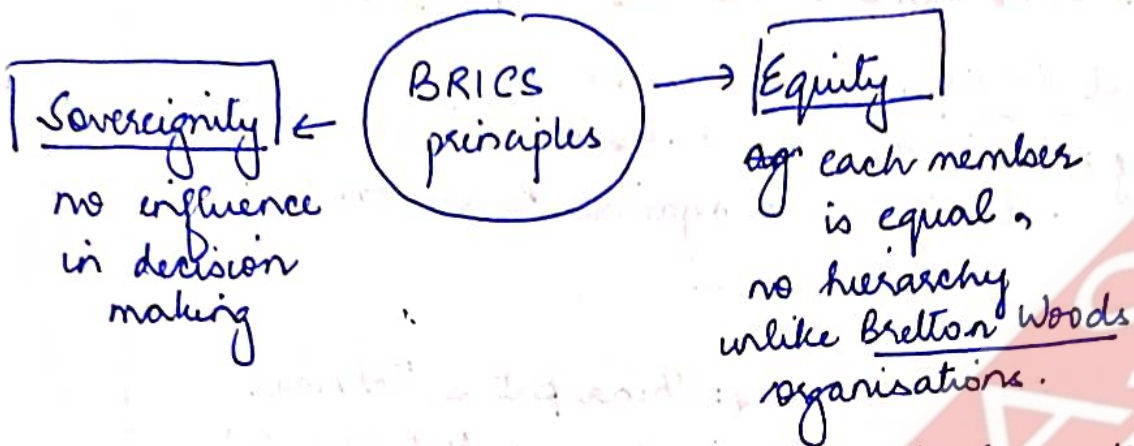 BRICS
principles
Sovereignity
no influence
in decision
making
Equity
each member
is equal,
no hierarchy
unlike Bretton Woods
organisations.